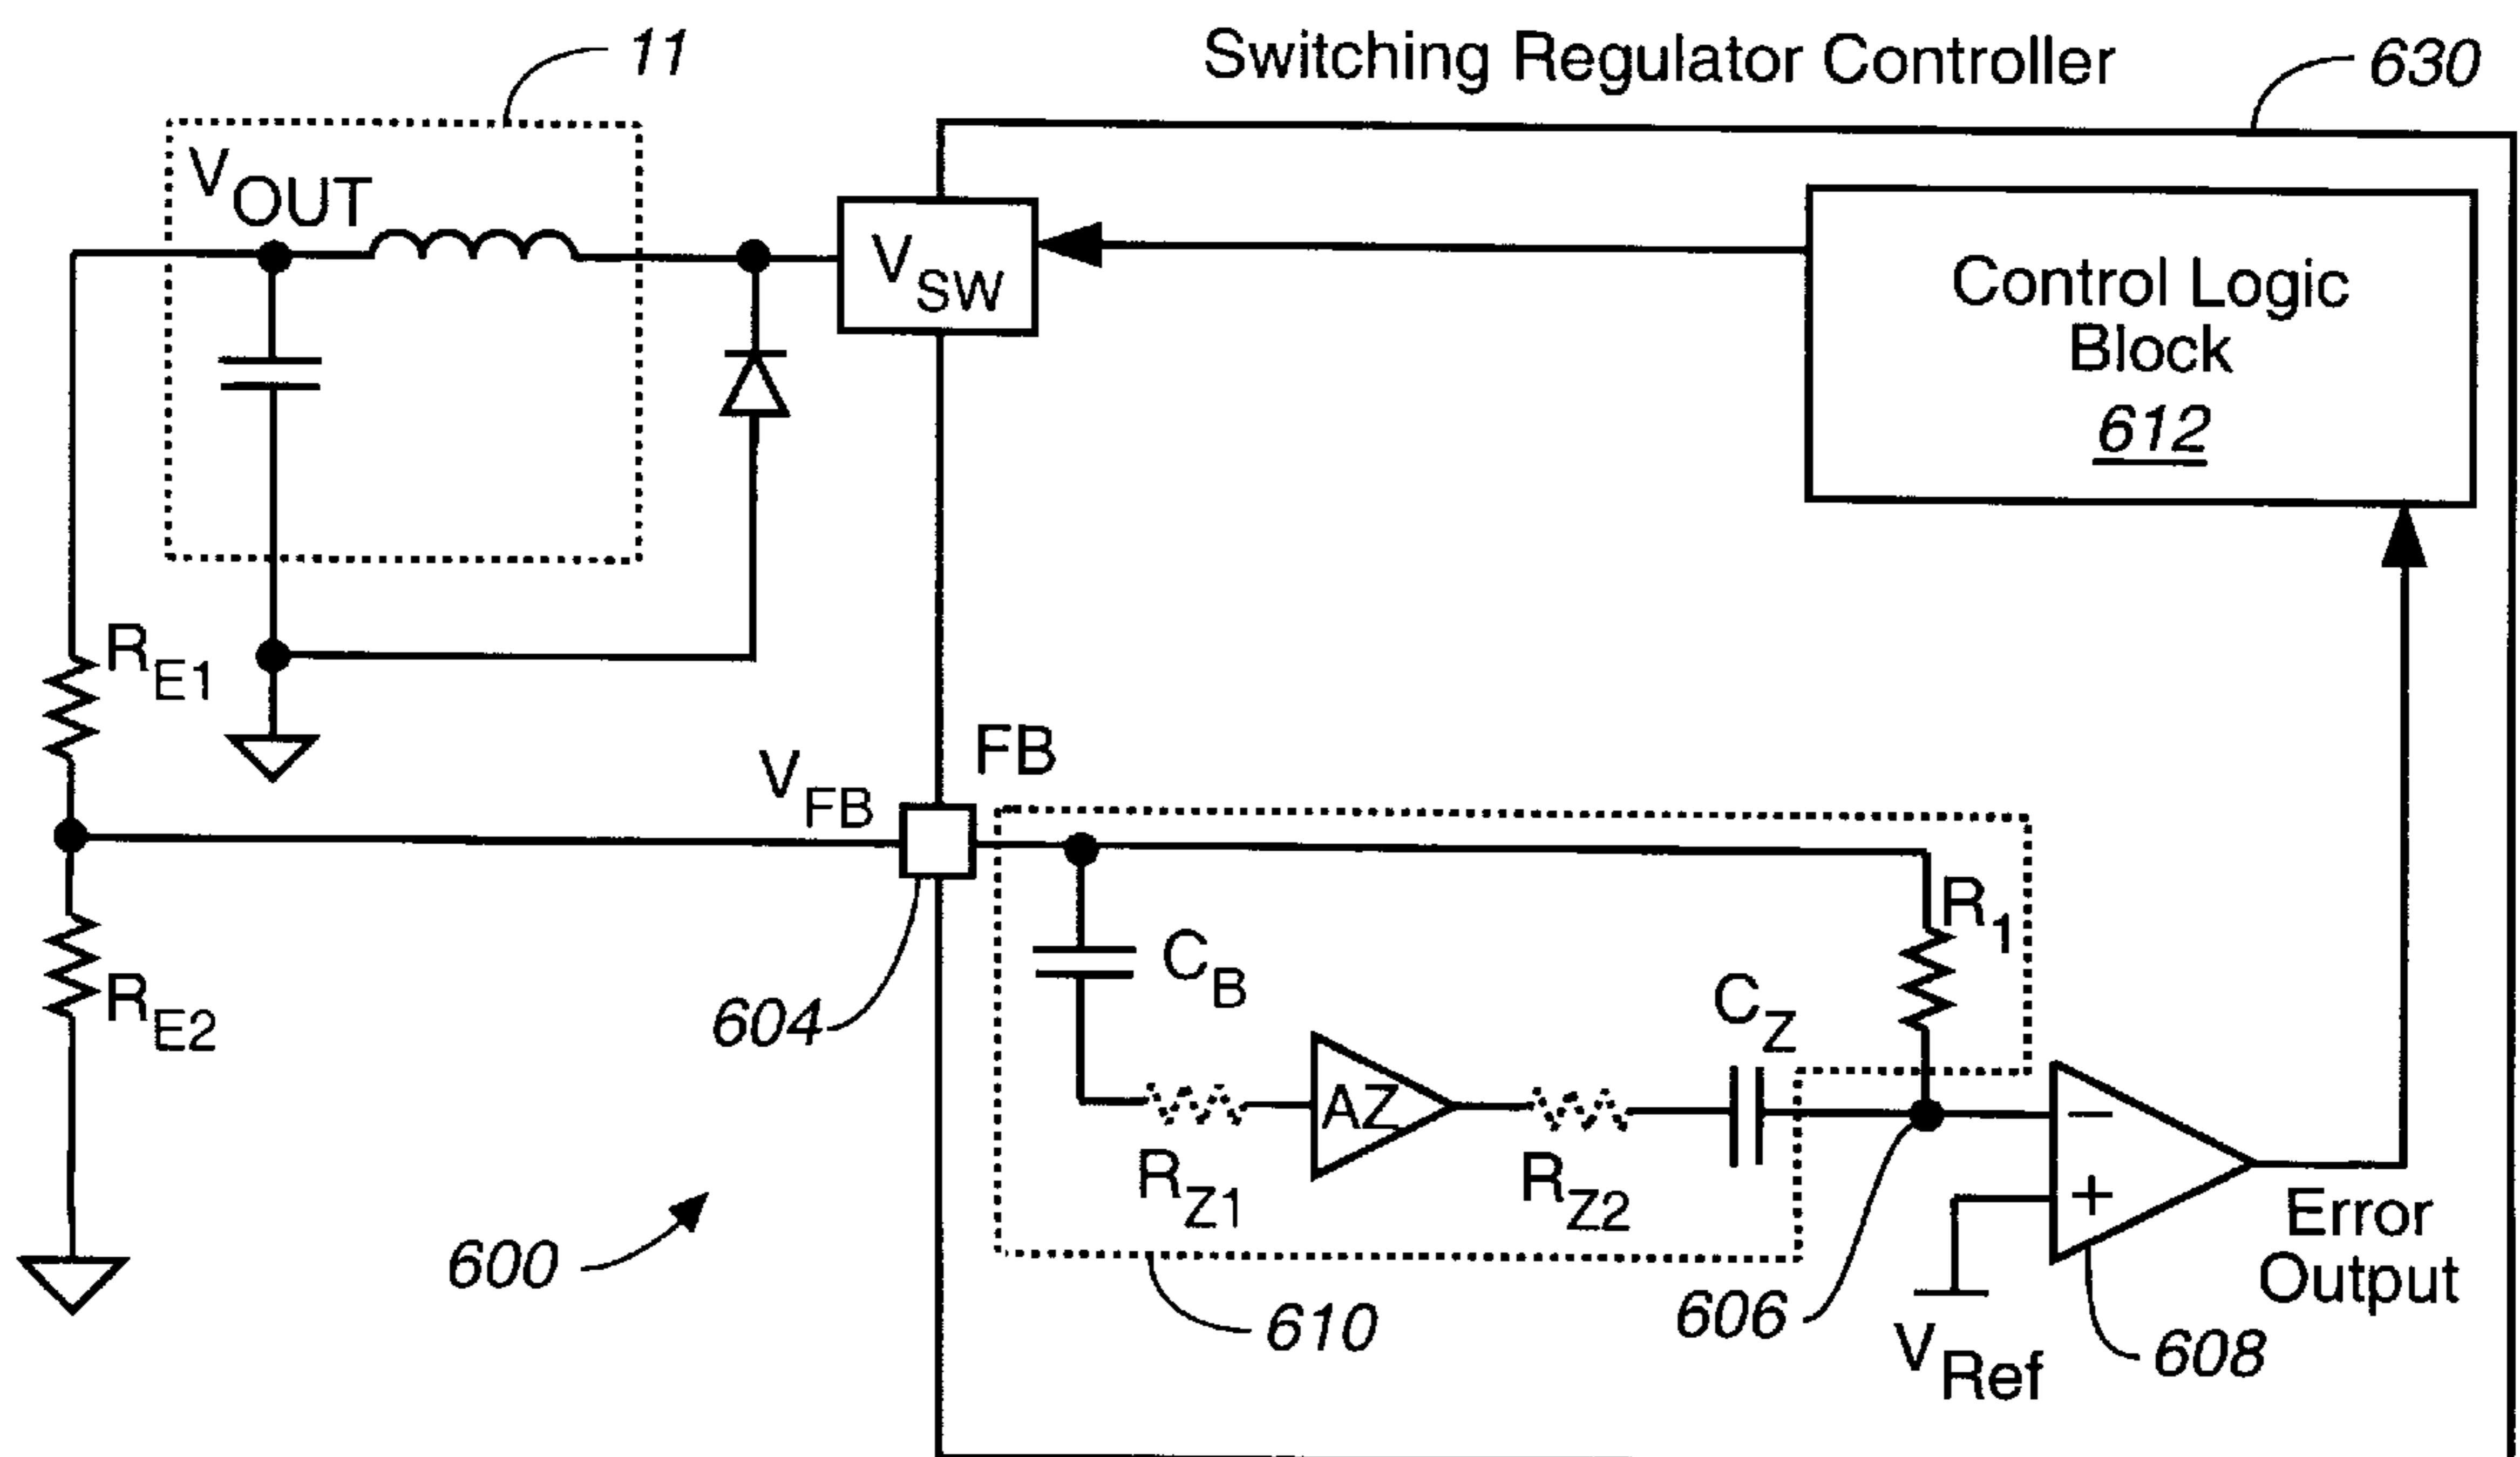 11
Switching Regulator Controller
630
VOUT
VSW
Control Logic
Block
612
RE1
VFB
FB
R1
CB
CZ
RE2
604
AZ
RZ1
RZ2
600
610
606
VRef
608
Error
Output
−
+